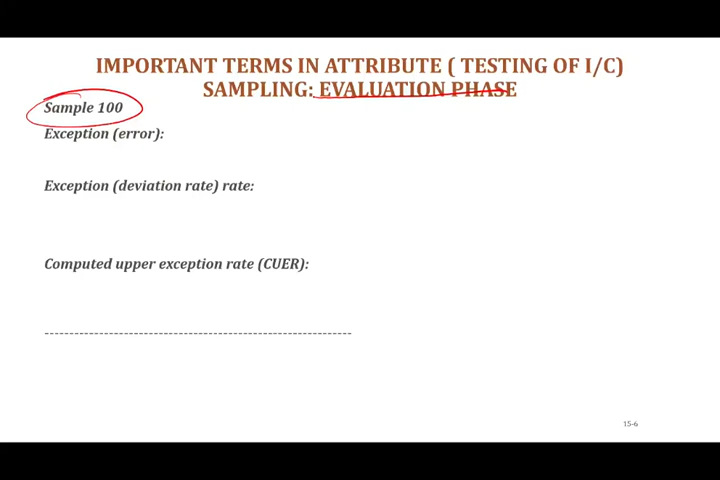 IMPORTANT TERMS IN ATTRIBUTE ( TESTING OF I/C)
SAMPLING: EVALUATION PHASE
Sample 100
Exception (error):
Exception (deviation rate) rate:
Computed upper exception rate (CUER):
--------------------------------------------------------------
15-6